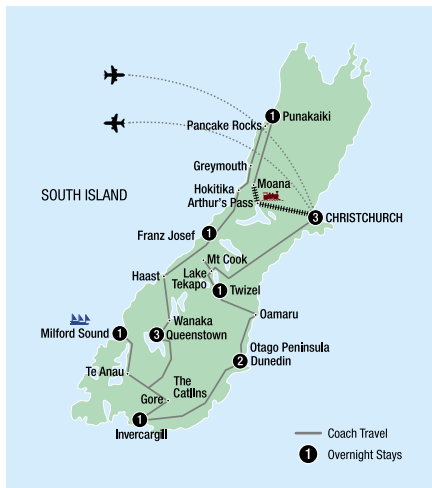 1 Punakaiki
Pancake Rocks
Greymouth
Moana
Hokitika
Arthur's Pass
SOUTH ISLAND
3 CHRISTCHURCH
Franz Josef 1
Mt Cook
Lake
Tekapo
Haast
1 Twizel
Oamaru
Wanaka
Milford Sound 1
3 Queenstown
Otago Peninsula
2 Dunedin
Te Anau
The
Catlins
Gore
1
Invercargill
Coach Travel
1 Overnight Stays